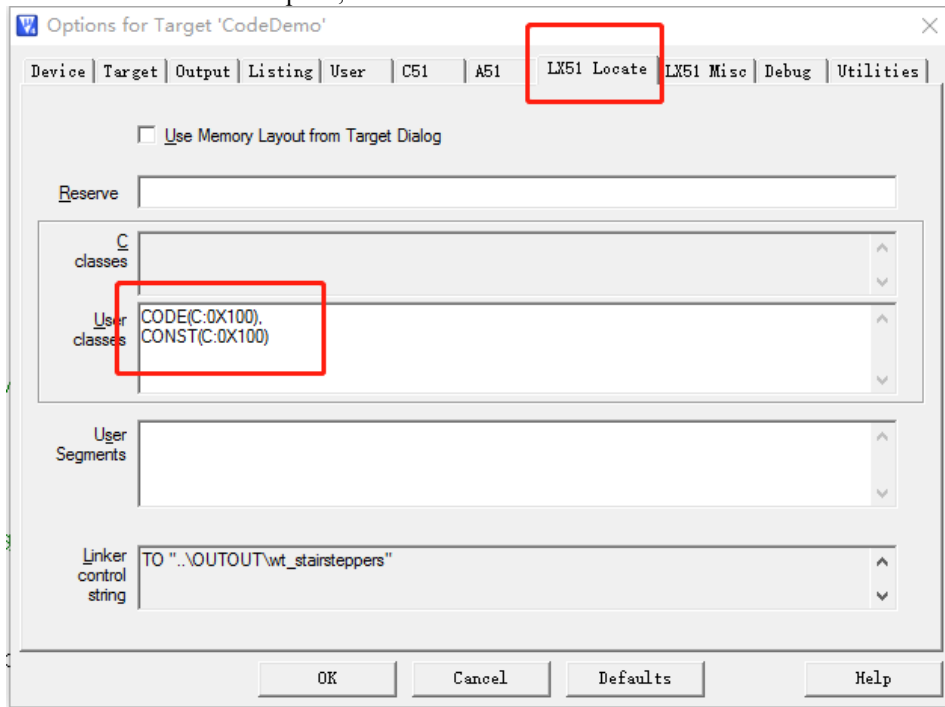 Options for Target 'CodeDemo'
Device Target Output Listing User C51 A51 LX51 Locate LX51 Misc Debug Utilities
Use Memory Layout from Target Dialog
Reserve
C
classes
User
classes
CODE(C:0X100),
CONST(C:0X100)
User
Segments
Linker
control
string
TO "..\OUTOUT\wt_stairsteppers"
OK Cancel Defaults Help